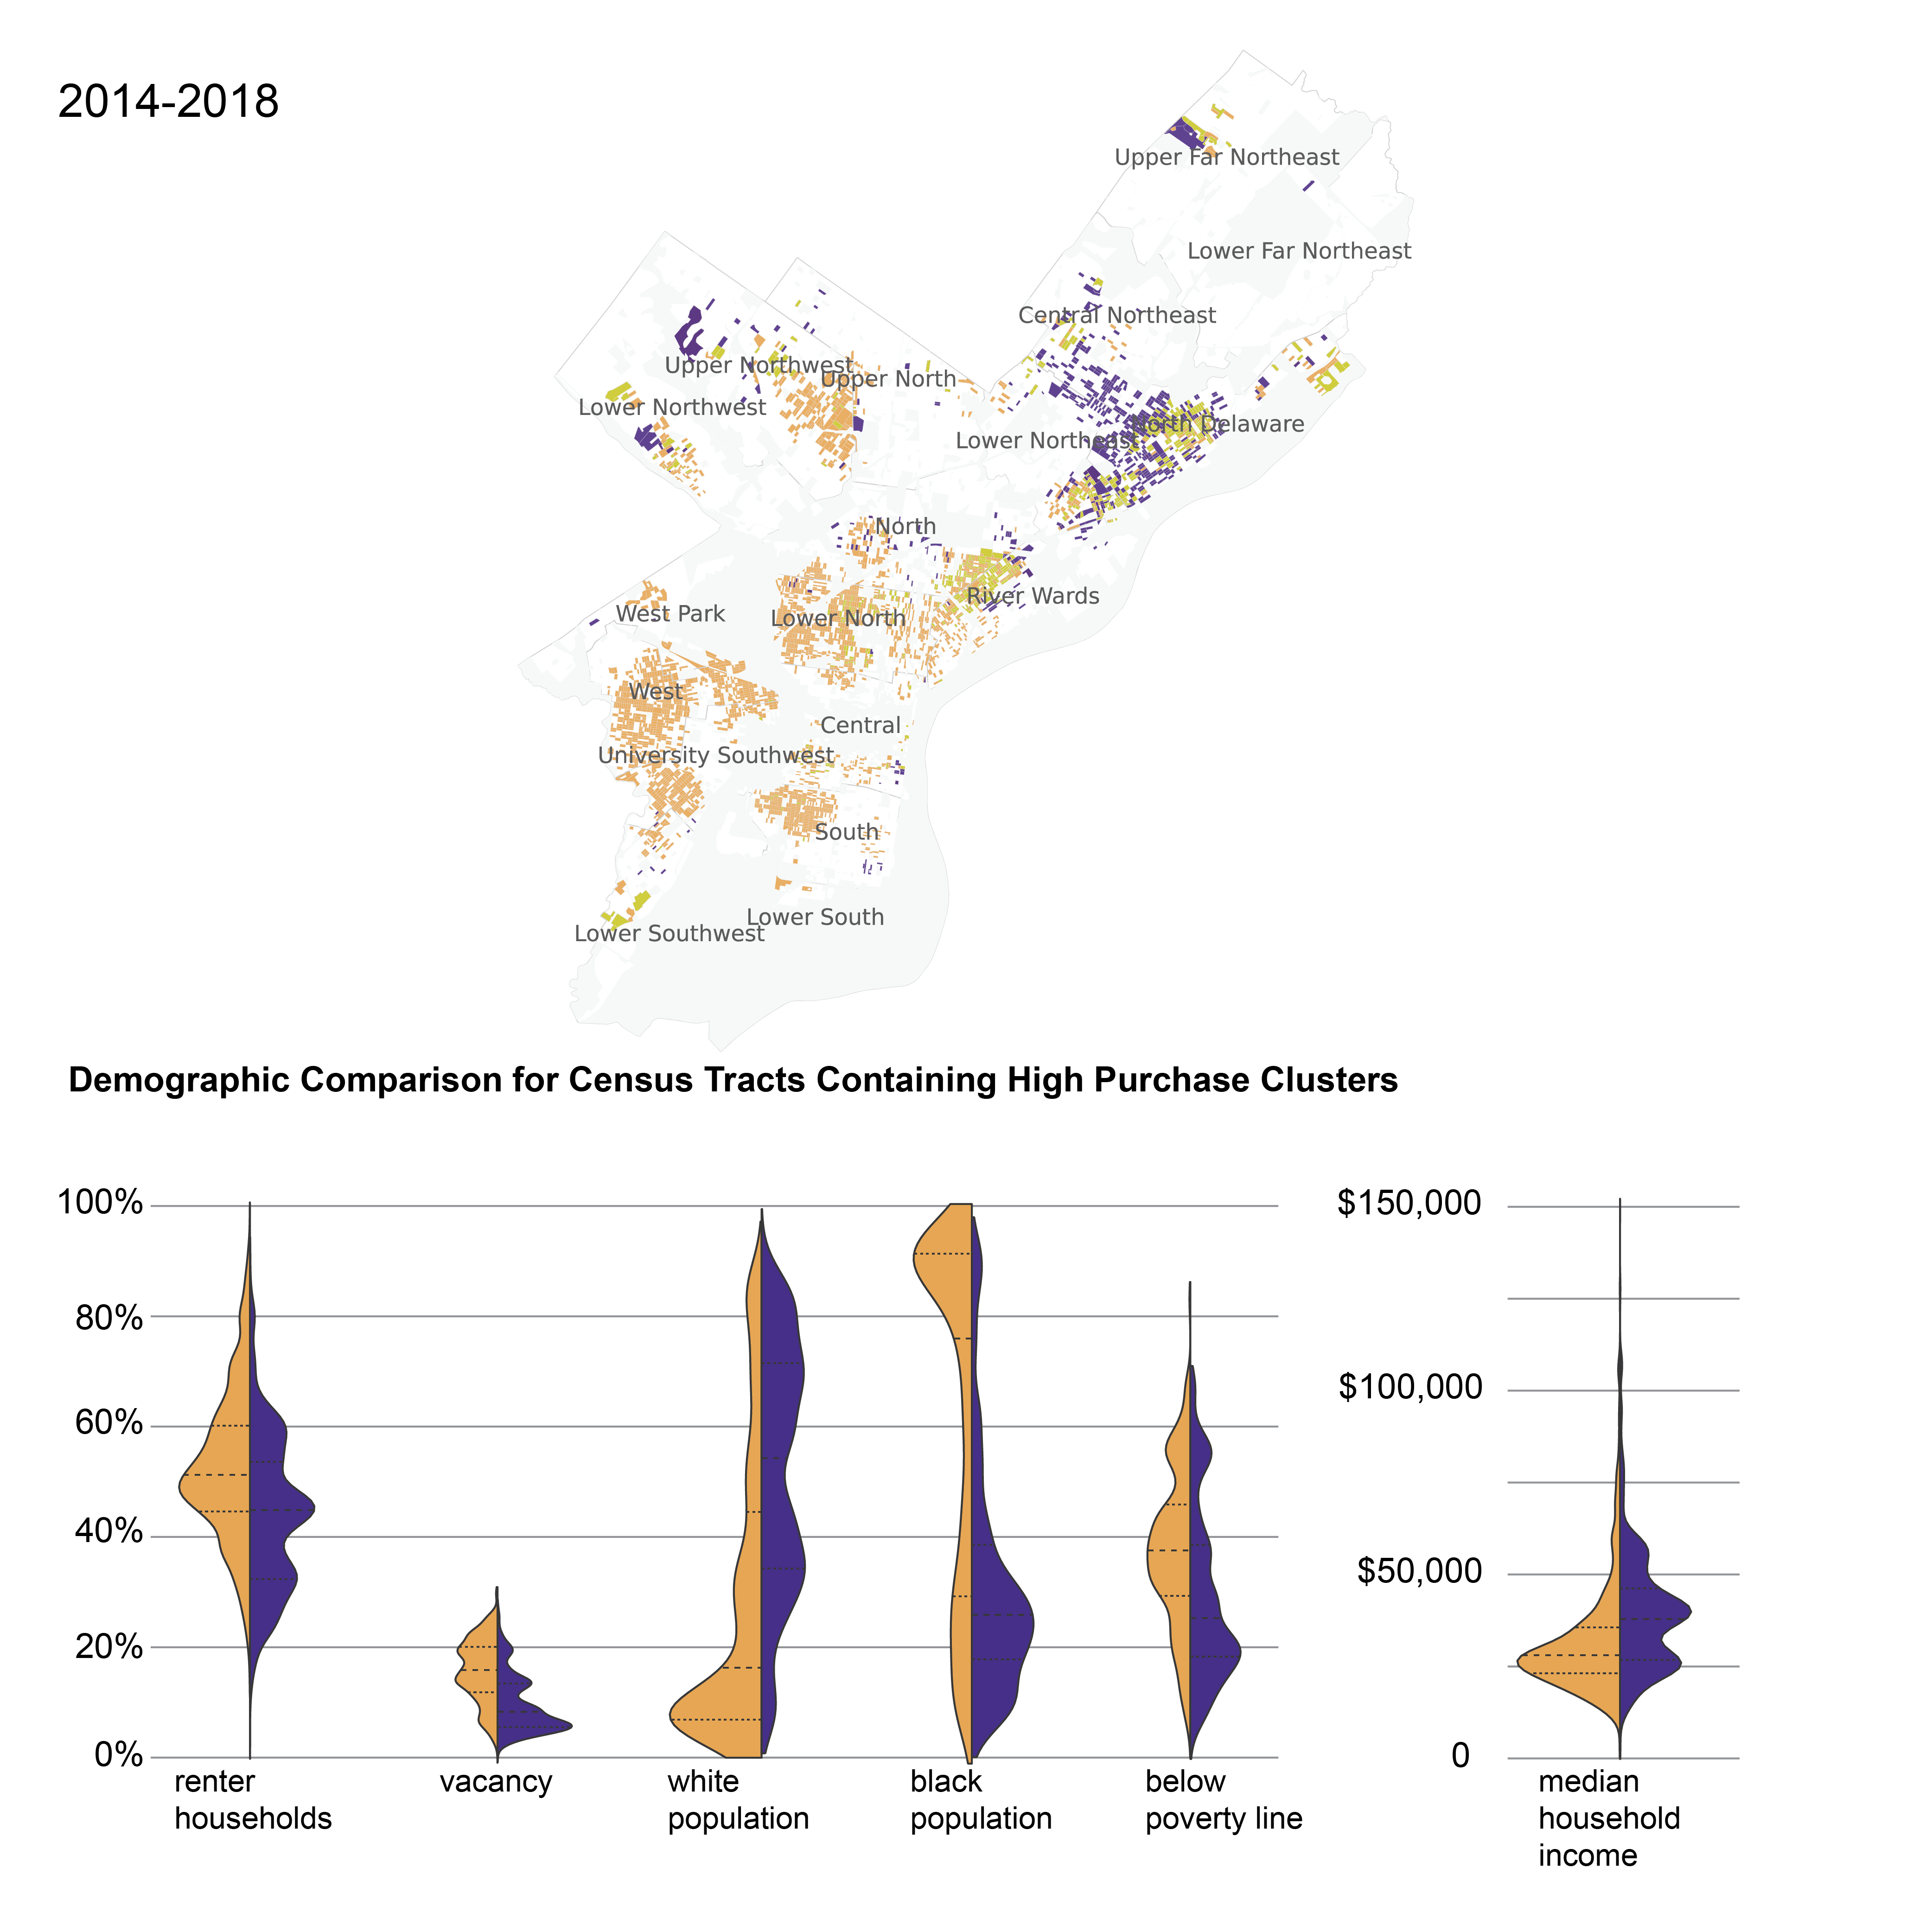 2014-2018
Upper Far Northeast
Lower Far Northeast
Central Northeast
Upper Northwest
Upper North
Lower Northwest
North Delaware
Lower Northeast
North
River Wards
West Park
Lower North
West
Central
University Southwest
South
Lower South
Lower Southwest
Demographic Comparison for Census Tracts Containing High Purchase Clusters
100%
80%
60%
40%
20%
0%
$150,000
$100,000
$50,000
0
renter
households
vacancy
white
population
black
population
below
poverty line
median
household
income